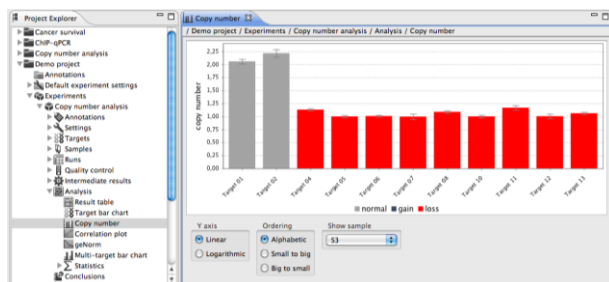 Project Explorer
Cancer survival
ChIP-qPCR
Copy number analysis
Demo project
Annotations
Default experiment settings
Experiments
Copy number analysis
Annotations
Settings
Targets
Samples
Runs
Quality control
Intermediate results
Analysis
Result table
Target bar chart
Copy number
Correlation plot
geNorm
Multi-target bar chart
Statistics
Conclusions
Copy number
/ Demo project / Experiments / Copy number analysis / Analysis / Copy number
copy number
2,25
2,00
1,75
1,50
1,25
1,00
0,75
0,50
0,25
0,00
Target 01
Target 02
Target 04
Target 05
Target 06
Target 07
Target 08
Target 10
Target 11
Target 12
Target 13
normal gain loss
Y axis
Linear
Logarithmic
Ordering
Alphabetic
Small to big
Big to small
Show sample
S3